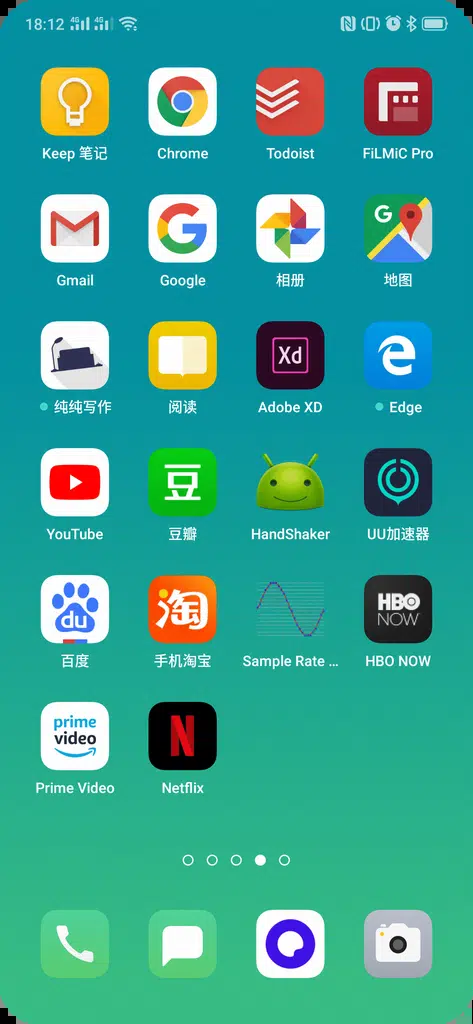 18:12 4G 4G
Keep 笔记 Chrome Todoist FiLMiC Pro
G
Gmail Google 相册 地图
Xd
纯纯写作 阅读 Adobe XD Edge
豆
YouTube 豆瓣 HandShaker UU加速器
du 淘 HBO NOW
百度 手机淘宝 Sample Rate ... HBO NOW
prime video N
Prime Video Netflix